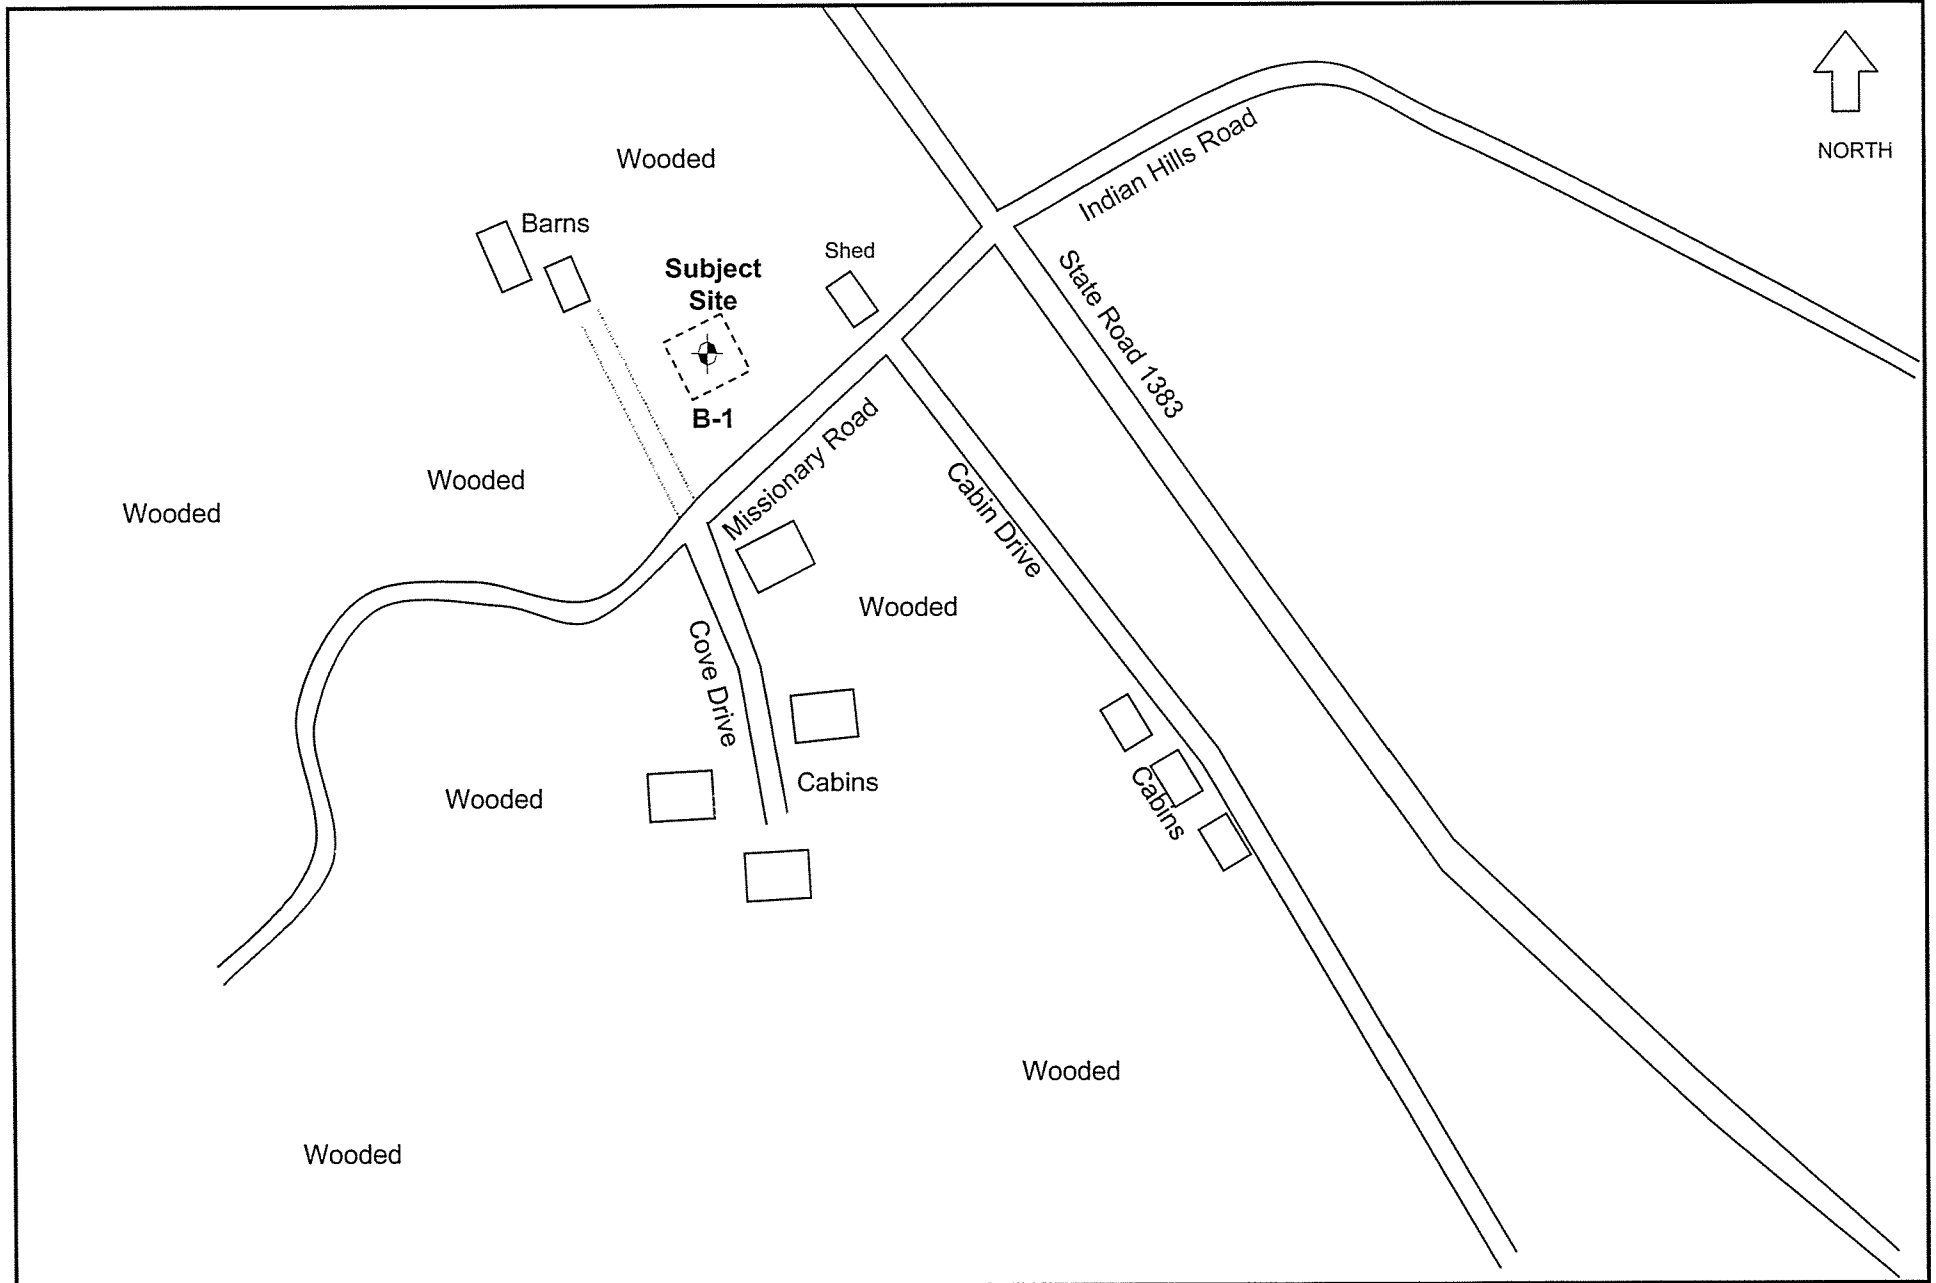 NORTH
Wooded
Indian Hills Road
Barns
Shed
Subject
Site
State Road 1383
B-1
Missionary Road
Wooded
Wooded
Cabin Drive
Wooded
Cove Drive
Cabins
Wooded
Cabins
Wooded
Wooded